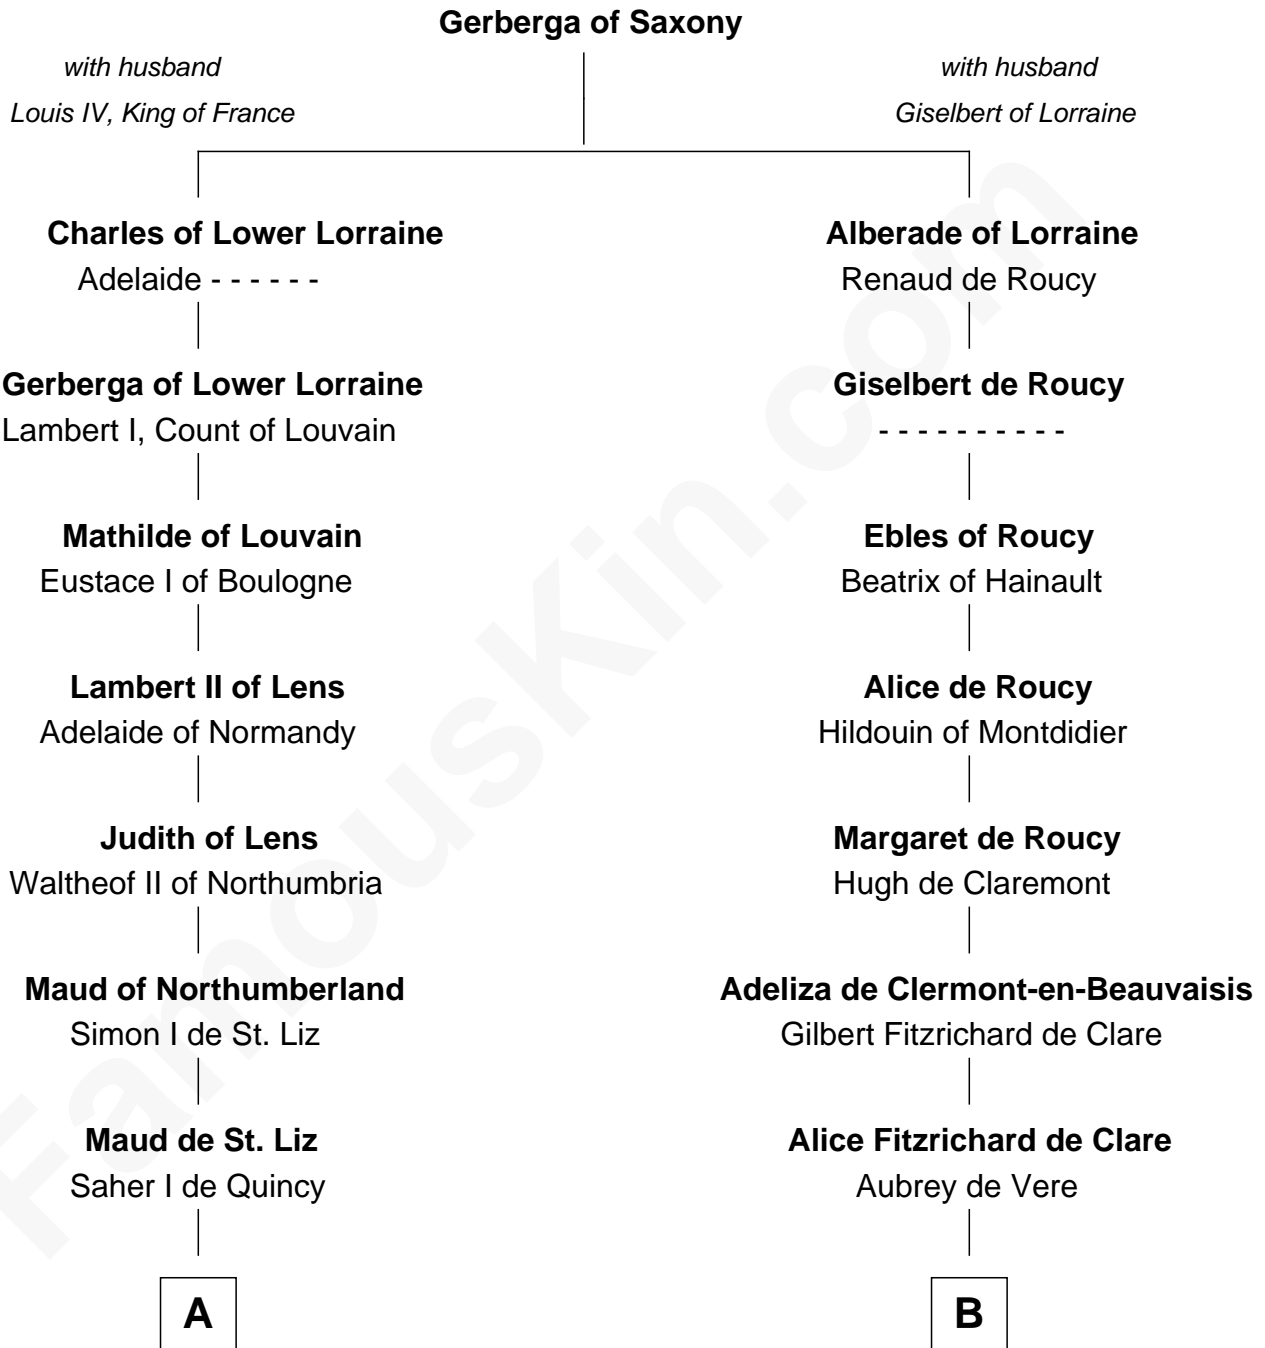 Gerberga of Saxony
with husband
Louis IV, King of France
with husband
Giselbert of Lorraine
Charles of Lower Lorraine
Adelaide - - - - - -
Alberade of Lorraine
Renaud de Roucy
Gerberga of Lower Lorraine
Lambert I, Count of Louvain
Giselbert de Roucy
- - - - - - - - - -
Mathilde of Louvain
Eustace I of Boulogne
Ebles of Roucy
Beatrix of Hainault
Lambert II of Lens
Adelaide of Normandy
Alice de Roucy
Hildouin of Montdidier
Judith of Lens
Waltheof II of Northumbria
Margaret de Roucy
Hugh de Claremont
Maud of Northumberland
Simon I de St. Liz
Adeliza de Clermont-en-Beauvaisis
Gilbert Fitzrichard de Clare
Maud de St. Liz
Saher I de Quincy
Alice Fitzrichard de Clare
Aubrey de Vere
A
B
FamousKin.com